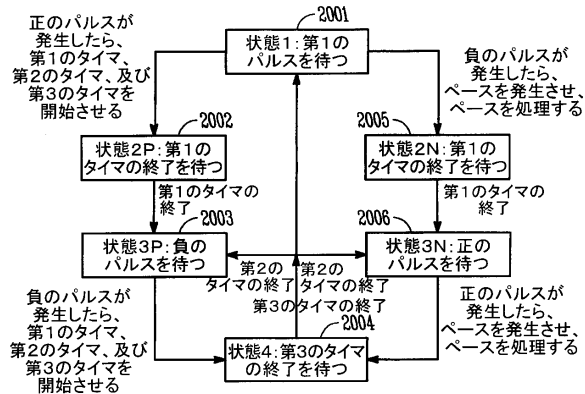 2001
状態1:第1の
パルスを待つ
正のパルスが
発生したら、
第1のタイマ、
第2のタイマ、及び
第3のタイマを
開始させる
負のパルスが
発生したら、
ペースを発生させ、
ペースを処理する
2002
状態2P:第1の
タイマの終了を待つ
2005
状態2N:第1の
タイマの終了を待つ
第1のタイマの
終了
2003
第1のタイマの
終了
2006
状態3P:負の
パルスを待つ
状態3N:正の
パルスを待つ
第2の
タイマの終了
第2の
タイマの終了
第3のタイマの終了
2004
負のパルスが
発生したら、
第1のタイマ、
第2のタイマ、及び
第3のタイマを
開始させる
状態4:第3のタイマ
の終了を待つ
正のパルスが
発生したら、
ペースを発生させ、
ペースを処理する